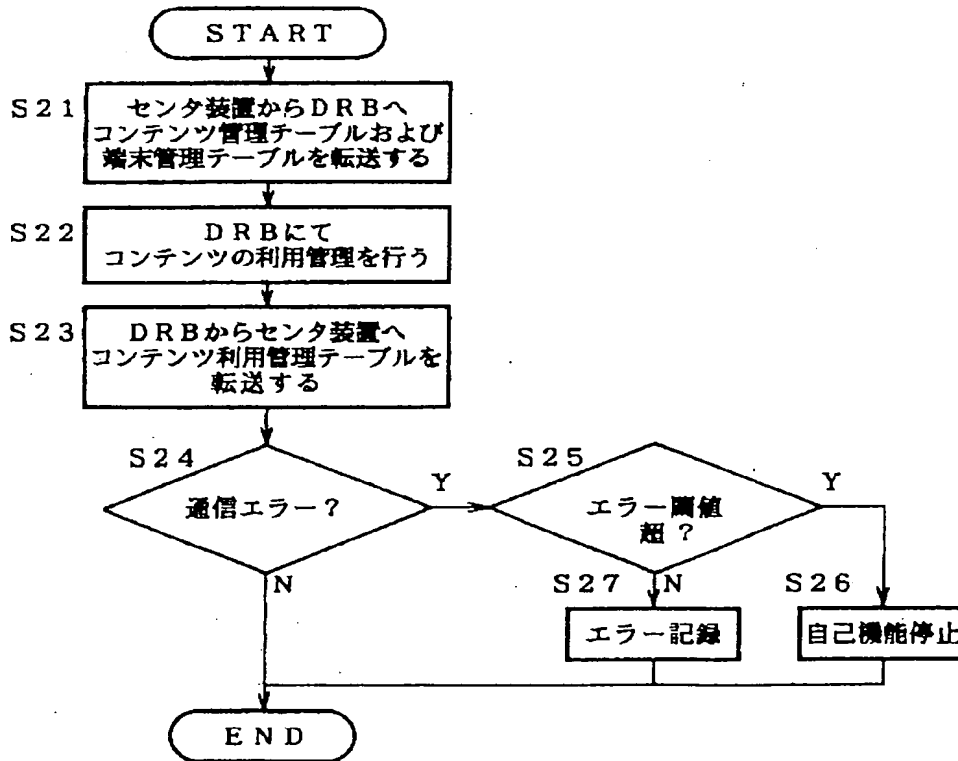 START
S21
センタ装置からDRBへ
コンテンツ管理テーブルおよび
端末管理テーブルを転送する
S22
DRBにて
コンテンツの利用管理を行う
S23
DRBからセンタ装置へ
コンテンツ利用管理テーブルを
転送する
S24
通信エラー?
Y
N
S25
エラー閾値
超?
Y
N
S27
エラー記録
S26
自己機能停止
END